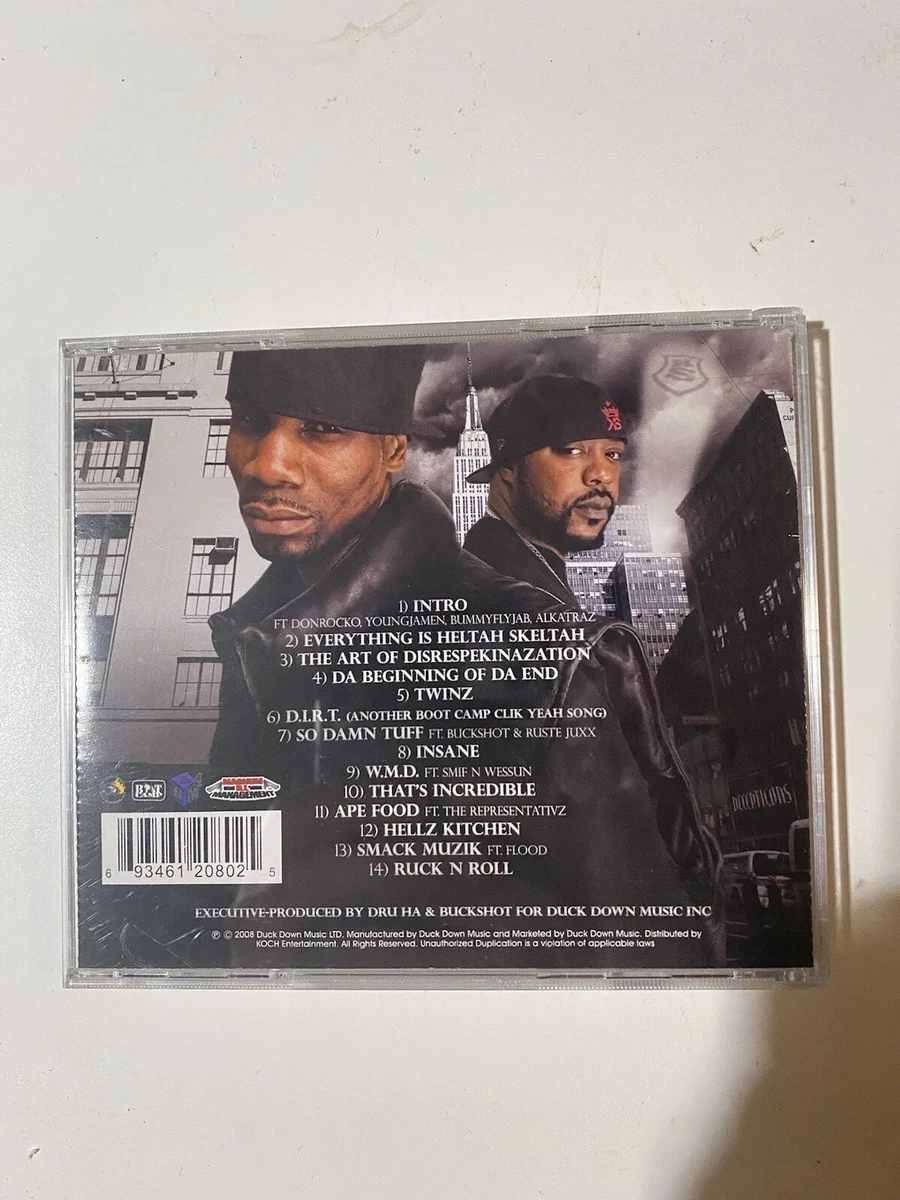 1) INTRO
FT DONROCKO, YOUNGJAMEN, BUMMYFLYJAB, ALKATRAZ
2) EVERYTHING IS HELTAH SKELTAH
3) THE ART OF DISRESPEKINAZATION
4) DA BEGINNING OF DA END
5) TWINZ
6) D.I.R.T. (ANOTHER BOOT CAMP CLIK YEAH SONG)
7) SO DAMN TUFF FT. BUCKSHOT & RUSTE JUXX
8) INSANE
9) W.M.D. FT. SMIF N WESSUN
10) THAT'S INCREDIBLE
11) APE FOOD FT. THE REPRESENTATIVZ
12) HELLZ KITCHEN
13) SMACK MUZIK FT. FLOOD
14) RUCK N ROLL
MANAGEMENT
DECEPTICONS
6 93461 20802 5
EXECUTIVE-PRODUCED BY DRU HA & BUCKSHOT FOR DUCK DOWN MUSIC INC
℗ © 2008 Duck Down Music LTD. Manufactured by Duck Down Music and Marketed by Duck Down Music. Distributed by
KOCH Entertainment. All Rights Reserved. Unauthorized Duplication is a violation of applicable laws